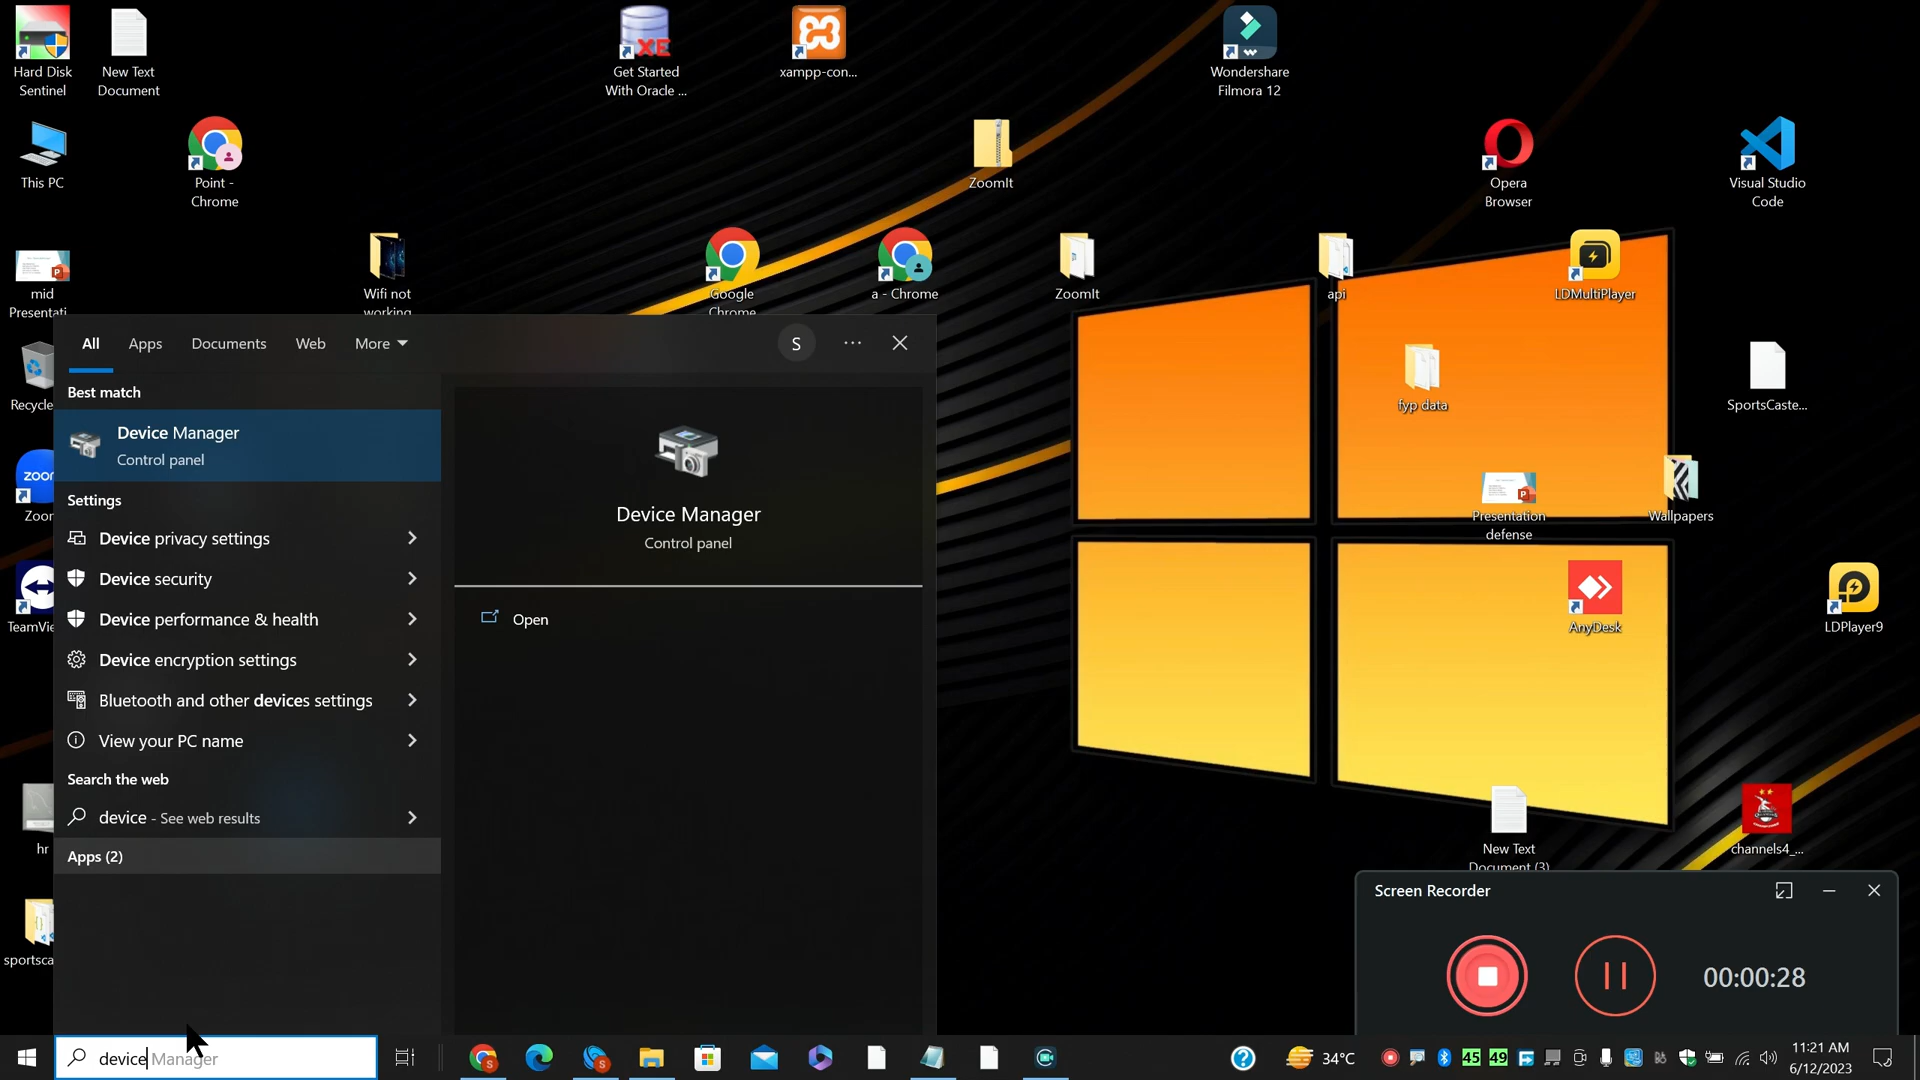 Hard Disk
Sentinel
New Text
Document
XE
Get Started
With Oracle ...
xampp-con...
Wondershare
Filmora 12
This PC
Point -
Chrome
ZoomIt
Opera
Browser
Visual Studio
Code
mid
Presentati
Wifi not
working
Google
Chrome
a - Chrome
ZoomIt
api
LDMultiPlayer
Recycle
fyp data
SportsCaste...
zoom
Zoor
Presentation
defense
Wallpapers
TeamVie
AnyDesk
LDPlayer9
hr
New Text
Document (3)
channels4_...
sportsca
All
Apps
Documents
Web
More
S
Best match
Device Manager
Control panel
Settings
Device privacy settings
Device security
Device performance & health
Device encryption settings
Bluetooth and other devices settings
View your PC name
Search the web
device - See web results
Apps (2)
Device Manager
Control panel
Open
Screen Recorder
00:00:28
device Manager
34°C
45
49
11:21 AM
6/12/2023